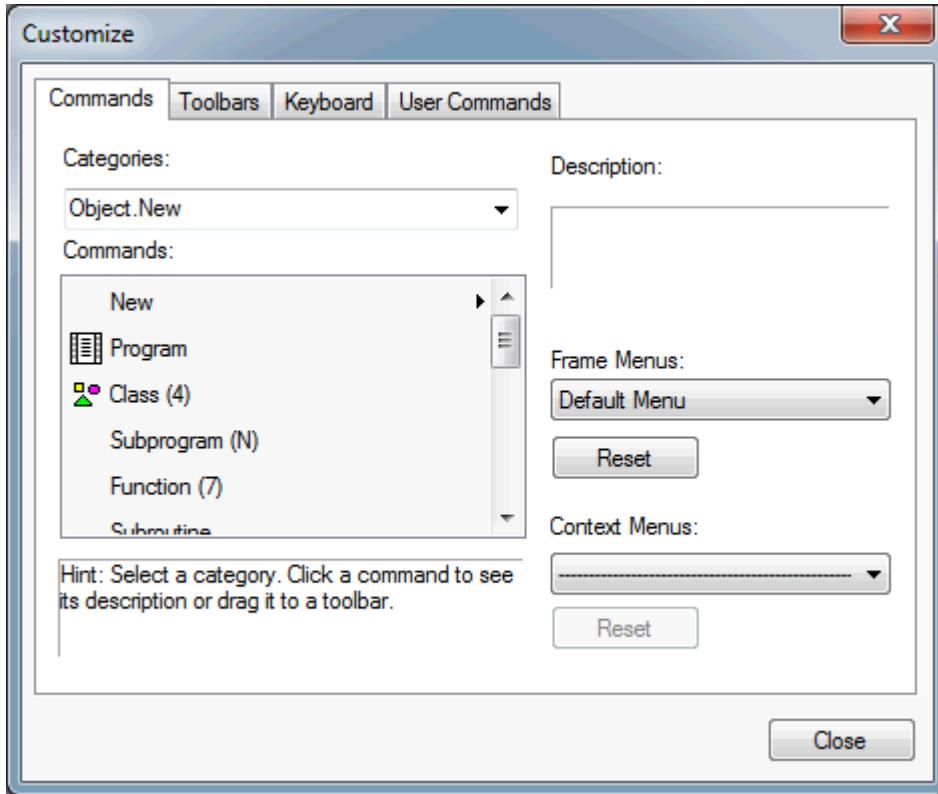 Customize
Commands Toolbars Keyboard User Commands
Categories:
Object.New
Commands:
New
Program
Class (4)
Subprogram (N)
Function (7)
Subroutine
Hint: Select a category. Click a command to see
its description or drag it to a toolbar.
Description:
Frame Menus:
Default Menu
Reset
Context Menus:
Reset
Close